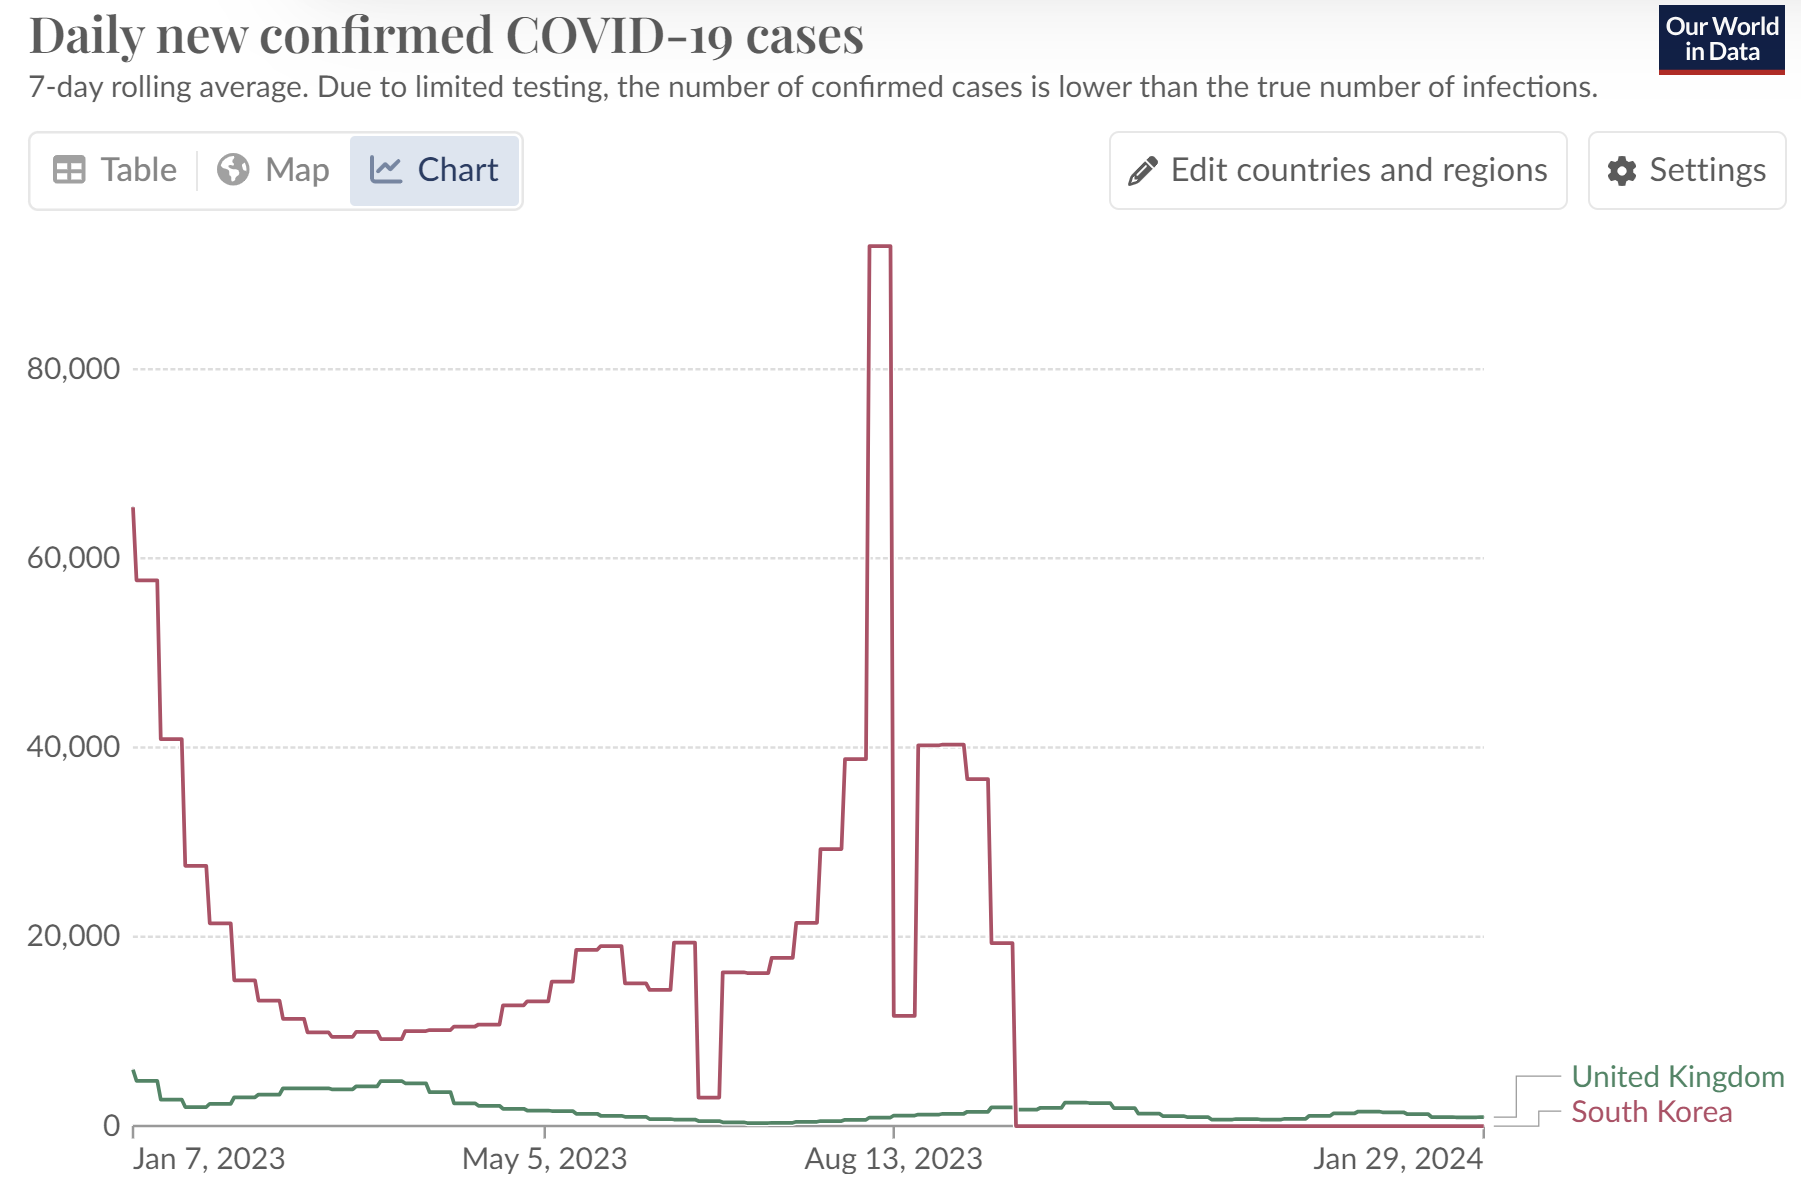 Daily new confirmed COVID-19 cases
Our World
in Data
7-day rolling average. Due to limited testing, the number of confirmed cases is lower than the true number of infections.
Table
Map
Chart
Edit countries and regions
Settings
80,000
60,000
40,000
20,000
0
United Kingdom
South Korea
Jan 7, 2023
May 5, 2023
Aug 13, 2023
Jan 29, 2024